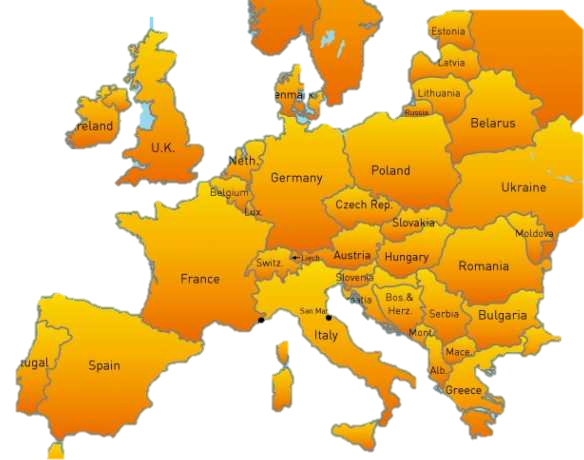 Estonia
Latvia
Lithuania
Russia
Belarus
enmark
reland
U.K.
Neth.
Belgium
Lux.
Germany
Poland
Ukraine
Czech Rep.
Slovakia
Moldova
France
Switz.
Liech.
Austria
Hungary
Romania
Slovenia
oatia
Bos.&
Herz.
Serbia
Bulgaria
San Mar
Italy
Mont.
Mace.
Alb.
Greece
tugal
Spain